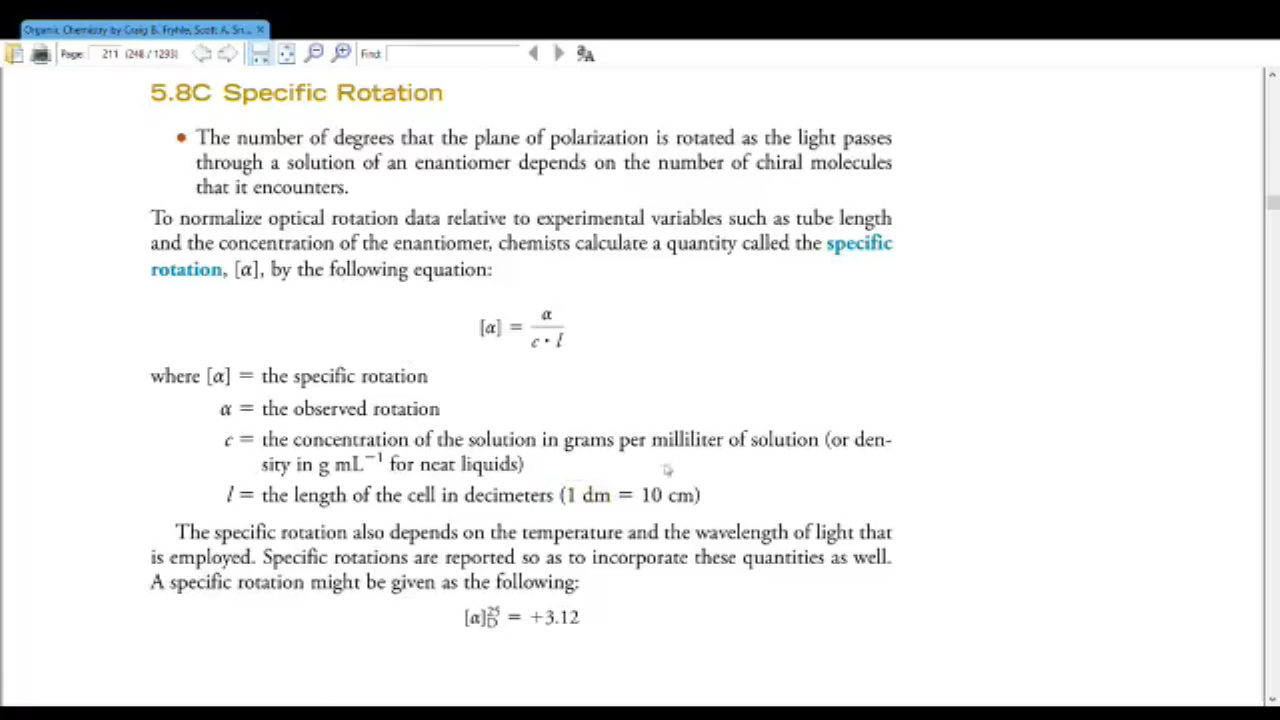 Organic Chemistry by Craig B. Fryhle, Scott A. Sn...
Page: 211 (248 / 1293) Find:
5.8C Specific Rotation
• The number of degrees that the plane of polarization is rotated as the light passes
through a solution of an enantiomer depends on the number of chiral molecules
that it encounters.
To normalize optical rotation data relative to experimental variables such as tube length
and the concentration of the enantiomer, chemists calculate a quantity called the specific
rotation, [α], by the following equation:
[α] = α / c • l
where [α] = the specific rotation
α = the observed rotation
c = the concentration of the solution in grams per milliliter of solution (or den-
sity in g mL⁻¹ for neat liquids)
l = the length of the cell in decimeters (1 dm = 10 cm)
The specific rotation also depends on the temperature and the wavelength of light that
is employed. Specific rotations are reported so as to incorporate these quantities as well.
A specific rotation might be given as the following:
[α]25 D = +3.12